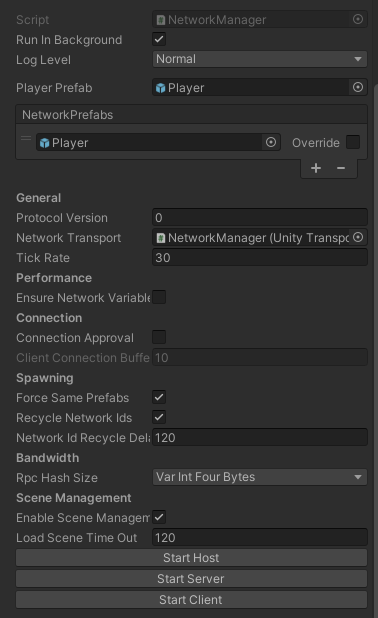 Script NetworkManager
Run In Background
Log Level Normal
Player Prefab Player
NetworkPrefabs
Player Override
+ −
General
Protocol Version 0
Network Transport NetworkManager (Unity Transpo
Tick Rate 30
Performance
Ensure Network Variable
Connection
Connection Approval
Client Connection Buffe 10
Spawning
Force Same Prefabs
Recycle Network Ids
Network Id Recycle Dela 120
Bandwidth
Rpc Hash Size Var Int Four Bytes
Scene Management
Enable Scene Managem
Load Scene Time Out 120
Start Host
Start Server
Start Client